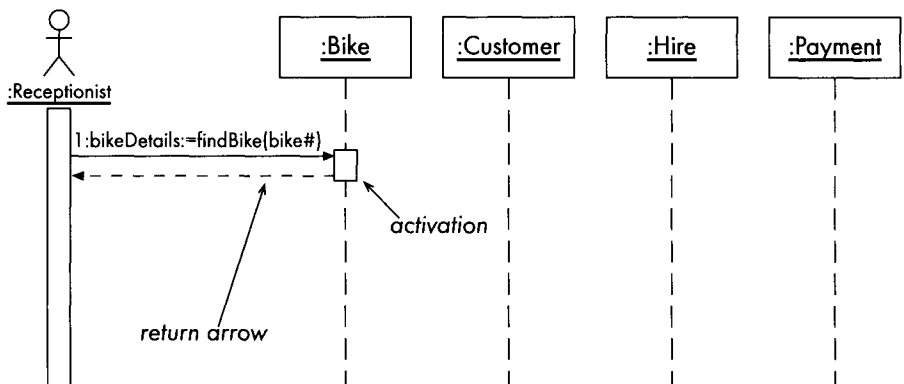 :Bike
:Customer
:Hire
:Payment
:Receptionist
1:bikeDetails:=findBike(bike#)
activation
return arrow